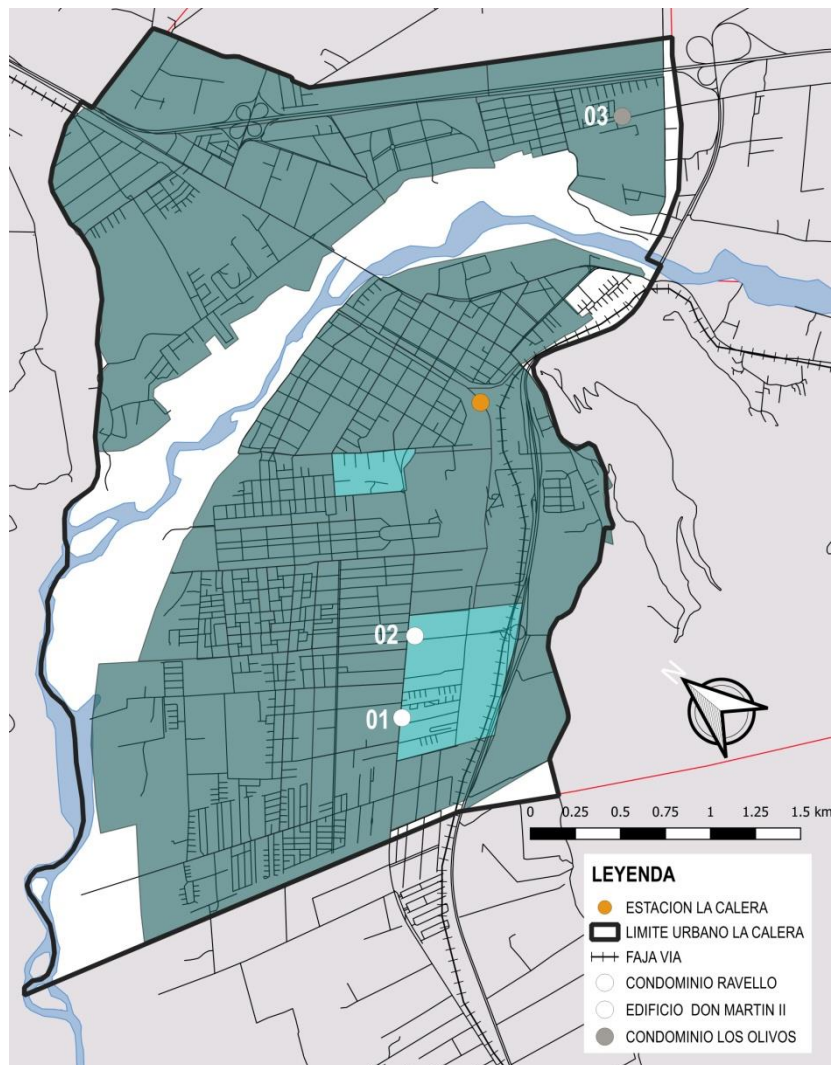 03
02
01
N
0 0.25 0.5 0.75 1 1.25 1.5 km
LEYENDA
ESTACION LA CALERA
LIMITE URBANO LA CALERA
FAJA VIA
CONDOMINIO RAVELLO
EDIFICIO DON MARTIN II
CONDOMINIO LOS OLIVOS